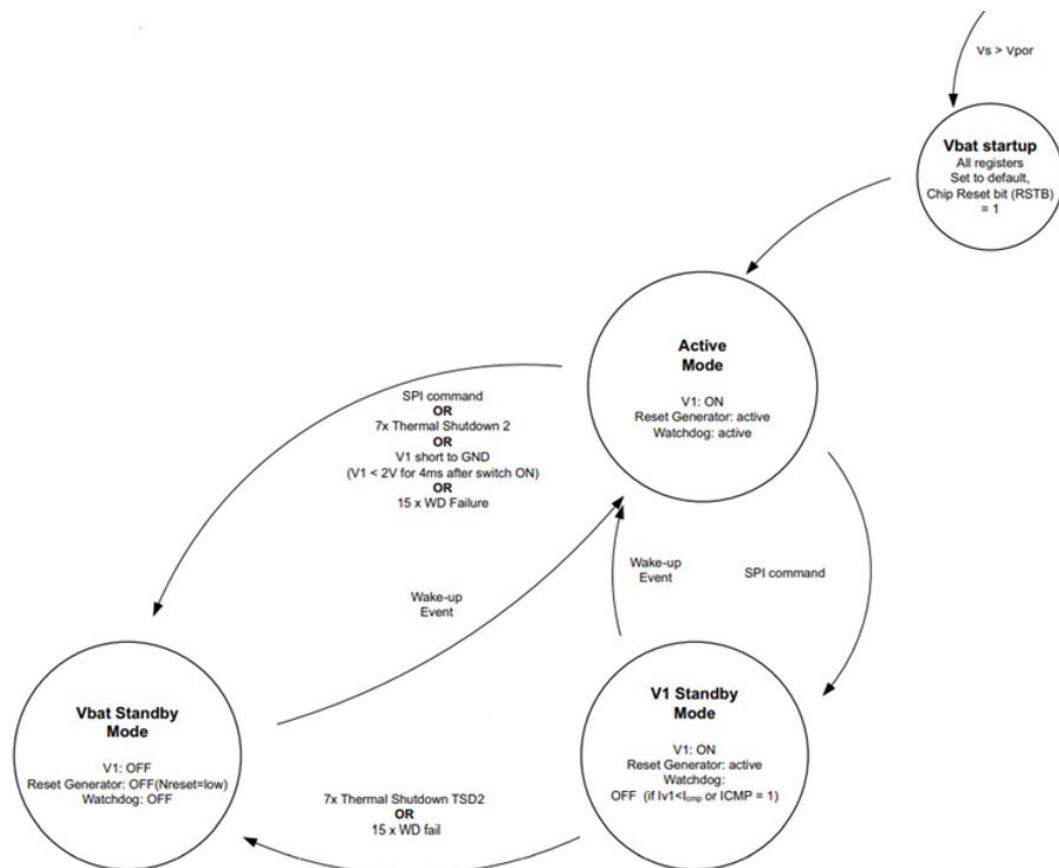 Vs > Vpor
Vbat startup
All registers
Set to default,
Chip Reset bit (RSTB)
= 1
Active
Mode
V1: ON
Reset Generator: active
Watchdog: active
SPI command
OR
7x Thermal Shutdown 2
OR
V1 short to GND
(V1 < 2V for 4ms after switch ON)
OR
15 x WD Failure
Wake-up
Event
Wake-up
Event
SPI command
Vbat Standby
Mode
V1: OFF
Reset Generator: OFF(Nreset=low)
Watchdog: OFF
V1 Standby
Mode
V1: ON
Reset Generator: active
Watchdog:
OFF (if Iv1<Icmp or ICMP = 1)
7x Thermal Shutdown TSD2
OR
15 x WD fail